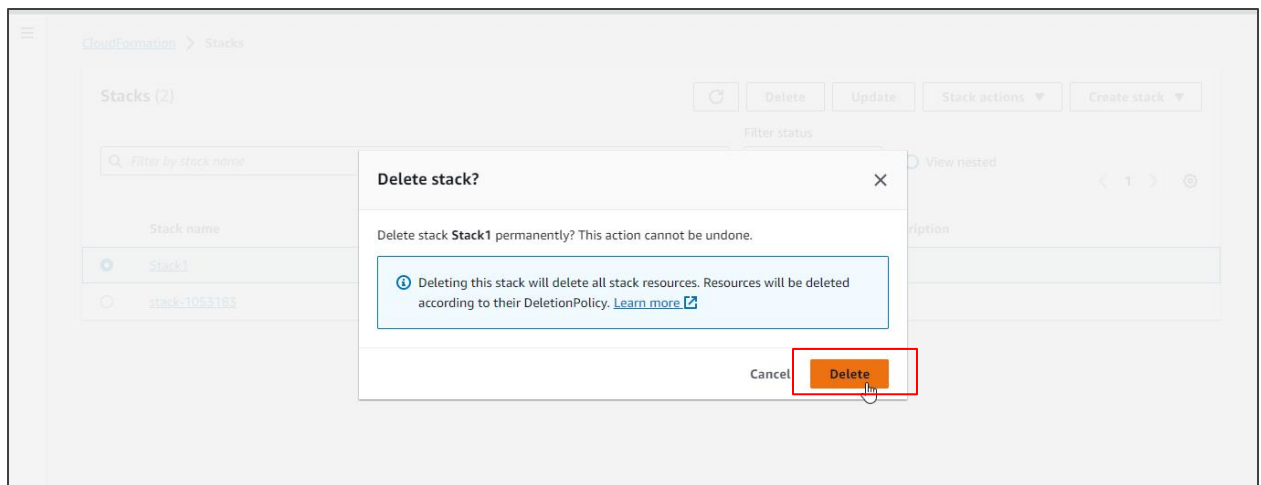 CloudFormation > Stacks
Stacks (2)
Delete Update Stack actions Create stack
Filter status
Filter by stack name
View nested
1
Delete stack?
Stack name
ription
Delete stack Stack1 permanently? This action cannot be undone.
Stack1
Deleting this stack will delete all stack resources. Resources will be deleted
according to their DeletionPolicy. Learn more
stack-1053183
Cancel Delete